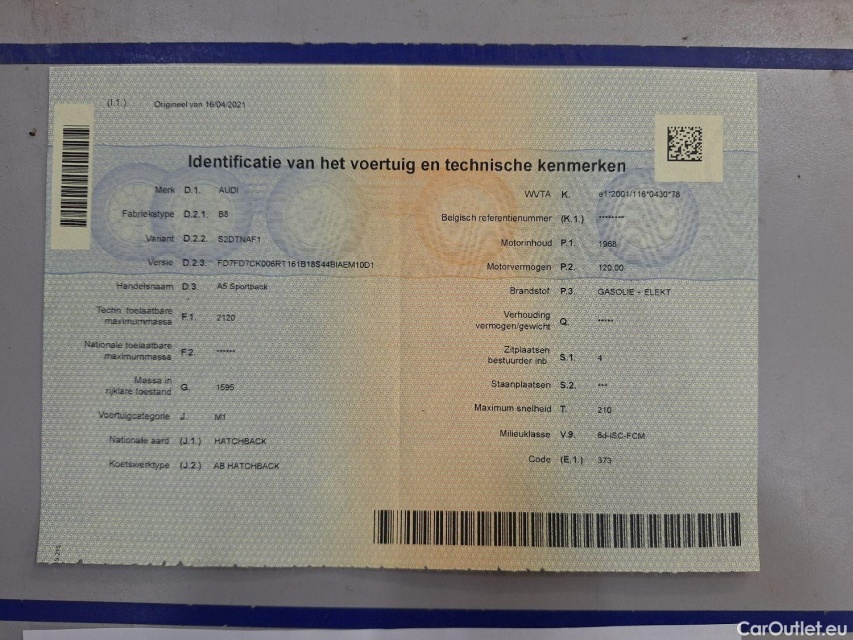 (I.1.) Origineel van 16/04/2021
Identificatie van het voertuig en technische kenmerken
Merk D.1. AUDI
Fabriekstype D.2.1. B8
Variant D.2.2. S2DTNAF1
Versie D.2.3. FD7FD7CK006RT161B18S44BIAEM10D1
Handelsnaam D.3. A5 Sportback
Techn. toelaatbare
maximummassa F.1. 2120
Nationale toelaatbare
maximummassa F.2. ******
Massa in
rijklare toestand G. 1595
Voertuigcategorie J. M1
Nationale aard (J.1.) HATCHBACK
Koetswerktype (J.2.) AB HATCHBACK
WVTA K. e1*2001/116*0430*78
Belgisch referentienummer (K.1.) ********
Motorinhoud P.1. 1968
Motorvermogen P.2. 120.00
Brandstof P.3. GASOLIE + ELEKT
Verhouding
vermogen/gewicht Q. *****
Zitplaatsen
bestuurder inb S.1. 4
Staanplaatsen S.2. ***
Maximum snelheid T. 210
Milieuklasse V.9. 6d-ISC-FCM
Code (E.1.) 373
CarOutlet.eu